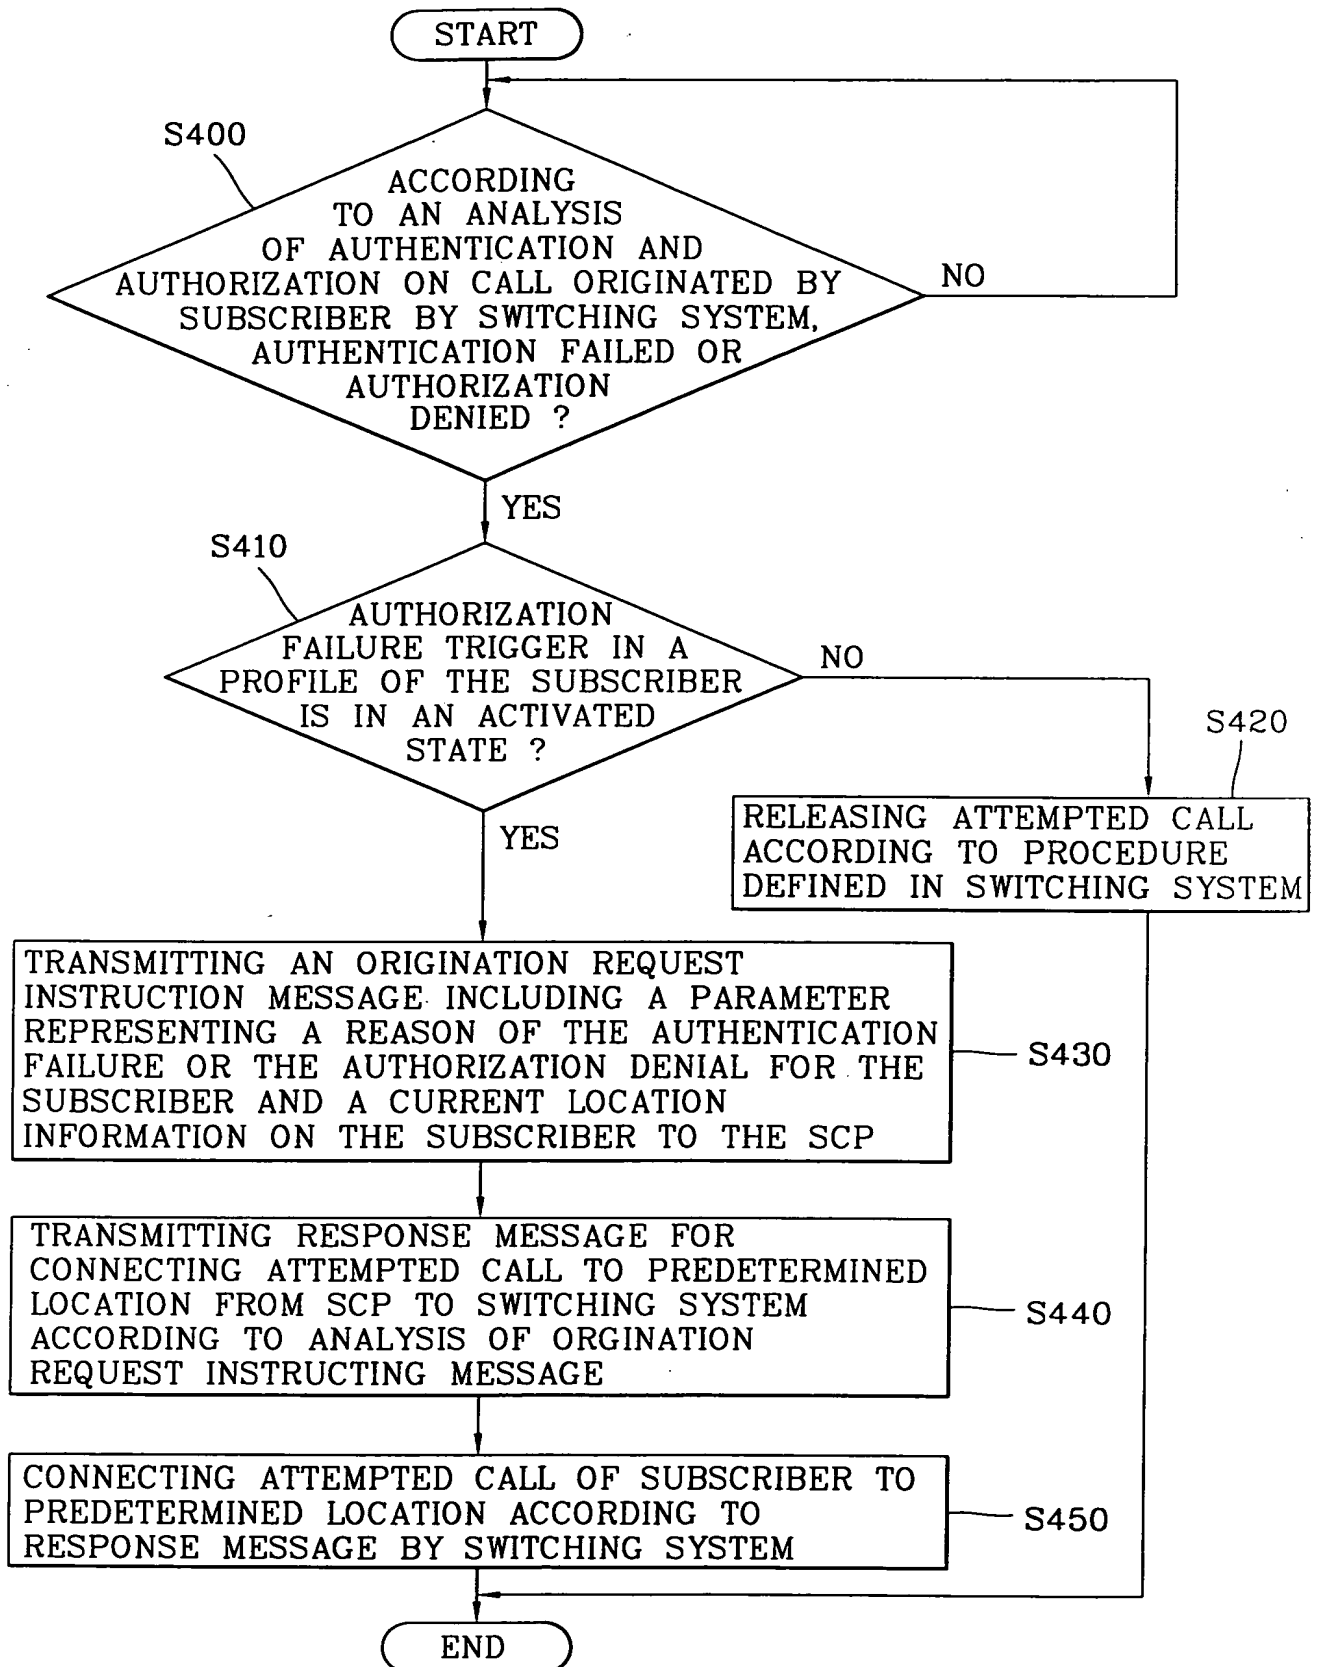 START
S400
ACCORDING
TO AN ANALYSIS
OF AUTHENTICATION AND
AUTHORIZATION ON CALL ORIGINATED BY
SUBSCRIBER BY SWITCHING SYSTEM,
AUTHENTICATION FAILED OR
AUTHORIZATION
DENIED ?
NO
YES
S410
AUTHORIZATION
FAILURE TRIGGER IN A
PROFILE OF THE SUBSCRIBER
IS IN AN ACTIVATED
STATE ?
NO
YES
S420
RELEASING ATTEMPTED CALL
ACCORDING TO PROCEDURE
DEFINED IN SWITCHING SYSTEM
TRANSMITTING AN ORIGINATION REQUEST
INSTRUCTION MESSAGE INCLUDING A PARAMETER
REPRESENTING A REASON OF THE AUTHENTICATION
FAILURE OR THE AUTHORIZATION DENIAL FOR THE
SUBSCRIBER AND A CURRENT LOCATION
INFORMATION ON THE SUBSCRIBER TO THE SCP
S430
TRANSMITTING RESPONSE MESSAGE FOR
CONNECTING ATTEMPTED CALL TO PREDETERMINED
LOCATION FROM SCP TO SWITCHING SYSTEM
ACCORDING TO ANALYSIS OF ORGINATION
REQUEST INSTRUCTING MESSAGE
S440
CONNECTING ATTEMPTED CALL OF SUBSCRIBER TO
PREDETERMINED LOCATION ACCORDING TO
RESPONSE MESSAGE BY SWITCHING SYSTEM
S450
END